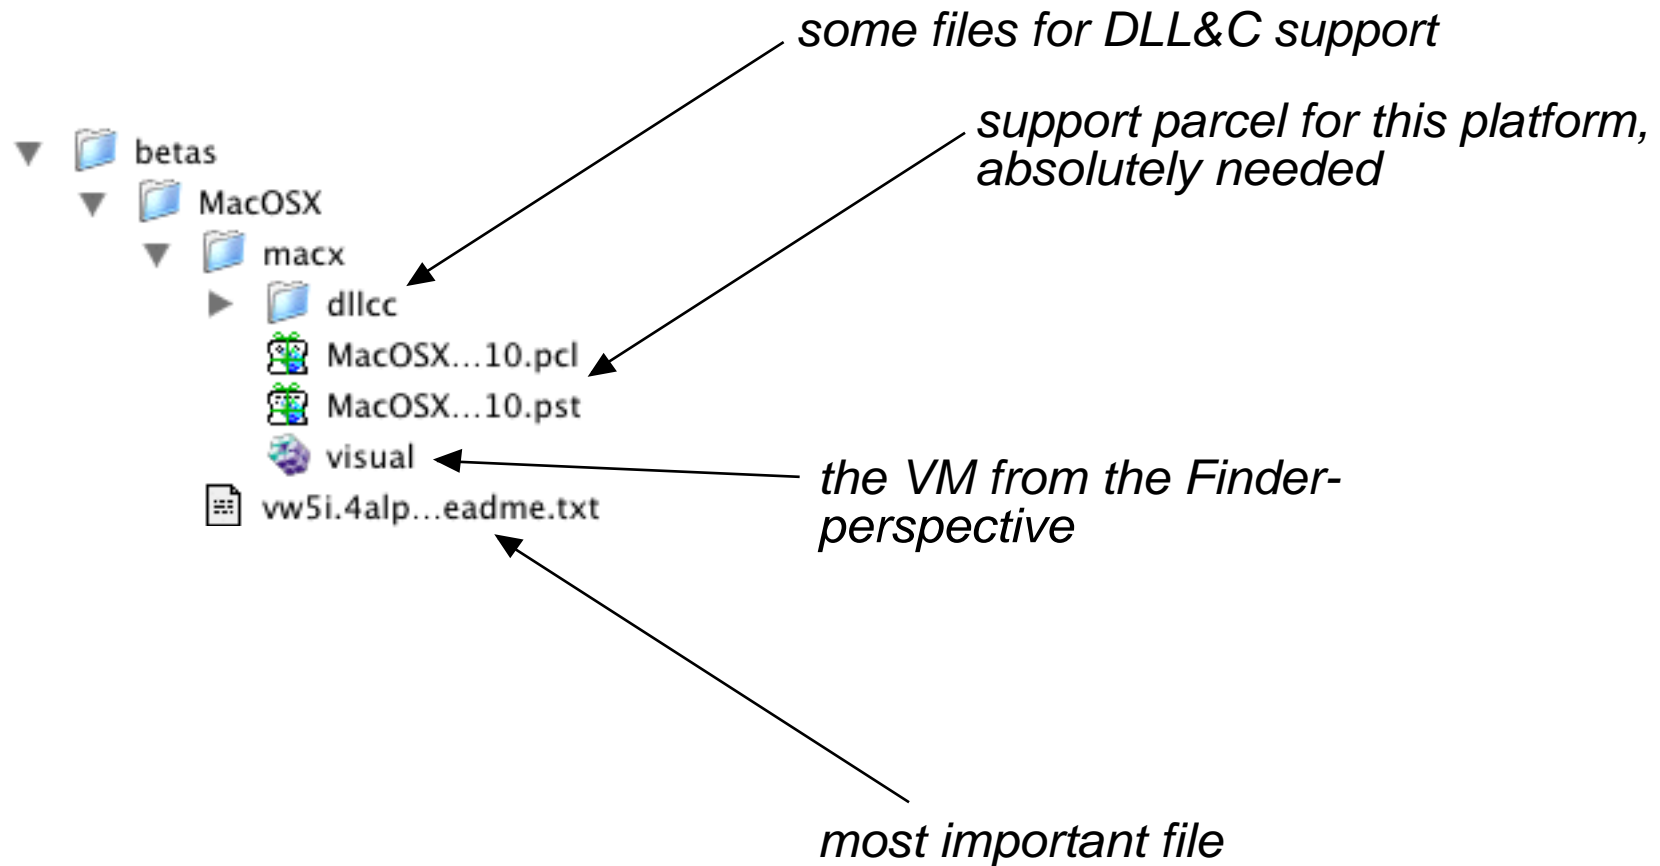 some files for DLL&C support
support parcel for this platform,
absolutely needed
betas
MacOSX
macx
dllcc
MacOSX...10.pcl
MacOSX...10.pst
visual
vw5i.4alp...eadme.txt
the VM from the Finder-
perspective
most important file